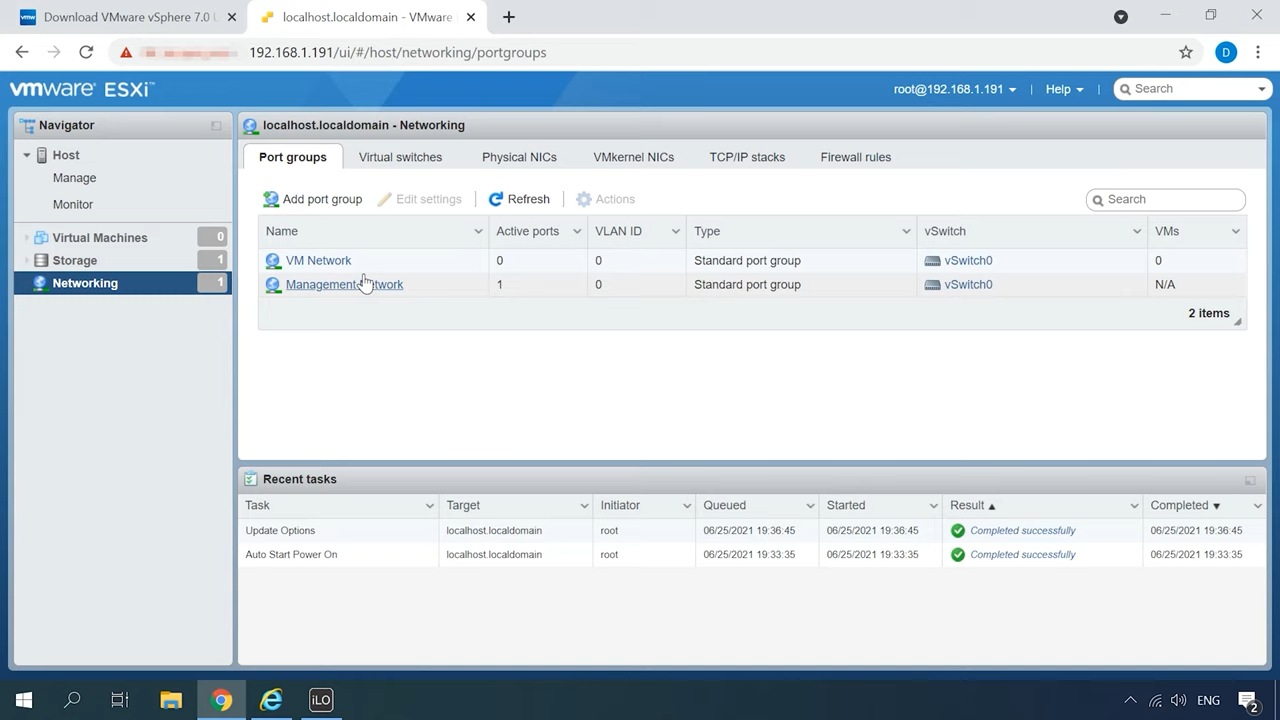 Download VMware vSphere 7.0
localhost.localdomain - VMware
192.168.1.191/ui/#/host/networking/portgroups
D
vmware ESXi™
root@192.168.1.191 | Help | Search
Navigator
Host
Manage
Monitor
Virtual Machines 0
Storage 1
Networking 1
localhost.localdomain - Networking
Port groups Virtual switches Physical NICs VMkernel NICs TCP/IP stacks Firewall rules
Add port group Edit settings | Refresh | Actions Search
Name Active ports VLAN ID Type vSwitch VMs
VM Network 0 0 Standard port group vSwitch0 0
Management Network 1 0 Standard port group vSwitch0 N/A
2 items
Recent tasks
Task Target Initiator Queued Started Result Completed
Update Options localhost.localdomain root 06/25/2021 19:36:45 06/25/2021 19:36:45 Completed successfully 06/25/2021 19:36:45
Auto Start Power On localhost.localdomain root 06/25/2021 19:33:35 06/25/2021 19:33:35 Completed successfully 06/25/2021 19:33:35
iLO
ENG
2